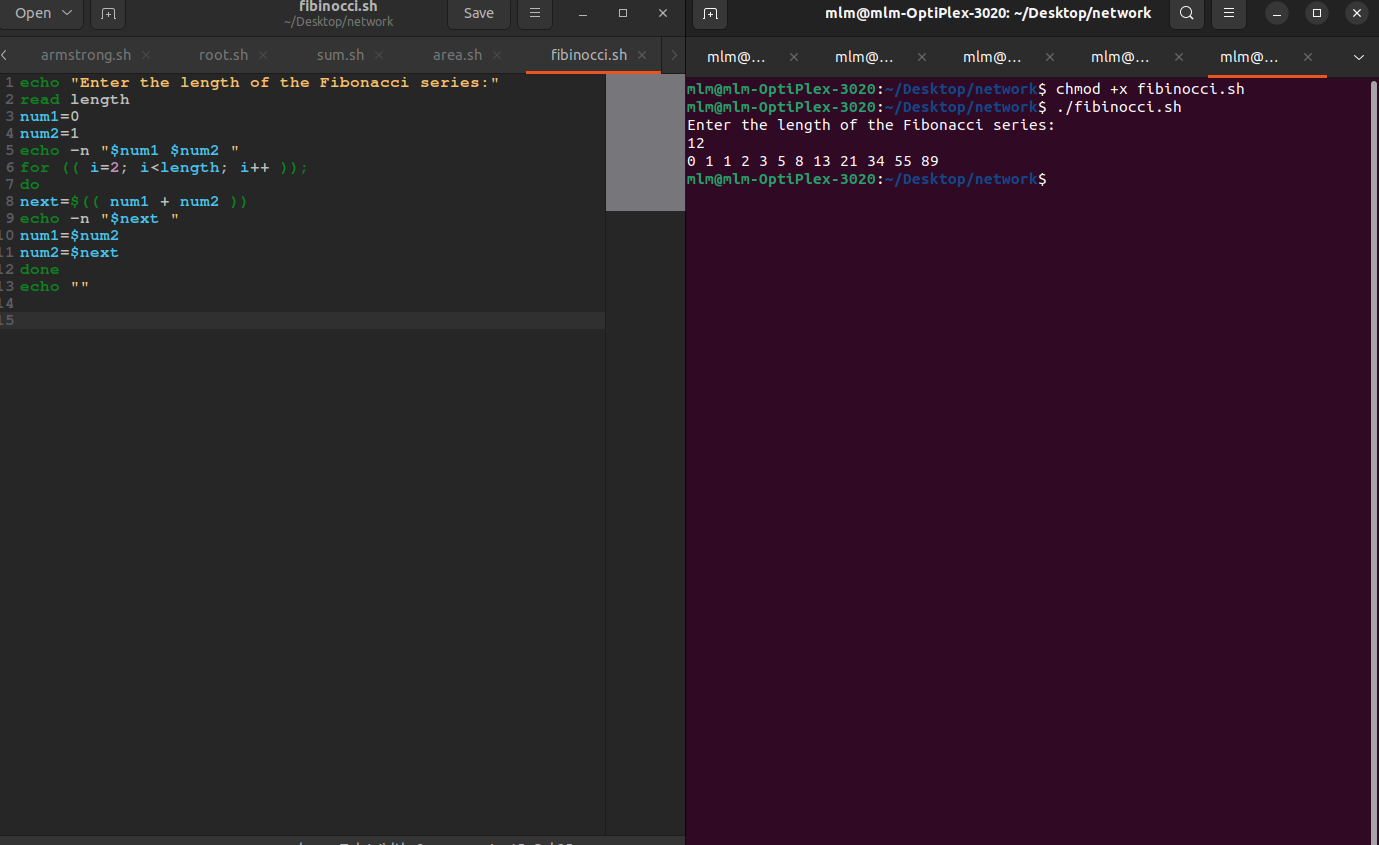 Open
fibinocci.sh
~/Desktop/network
Save
armstrong.sh
root.sh
sum.sh
area.sh
fibinocci.sh
1 echo "Enter the length of the Fibonacci series:"
2 read length
3 num1=0
4 num2=1
5 echo -n "$num1 $num2 "
6 for (( i=2; i<length; i++ ));
7 do
8 next=$(( num1 + num2 ))
9 echo -n "$next "
10 num1=$num2
11 num2=$next
12 done
13 echo ""
14
15
mlm@mlm-OptiPlex-3020: ~/Desktop/network
mlm@... mlm@... mlm@... mlm@... mlm@...
mlm@mlm-OptiPlex-3020:~/Desktop/network$ chmod +x fibinocci.sh
mlm@mlm-OptiPlex-3020:~/Desktop/network$ ./fibinocci.sh
Enter the length of the Fibonacci series:
12
0 1 1 2 3 5 8 13 21 34 55 89
mlm@mlm-OptiPlex-3020:~/Desktop/network$